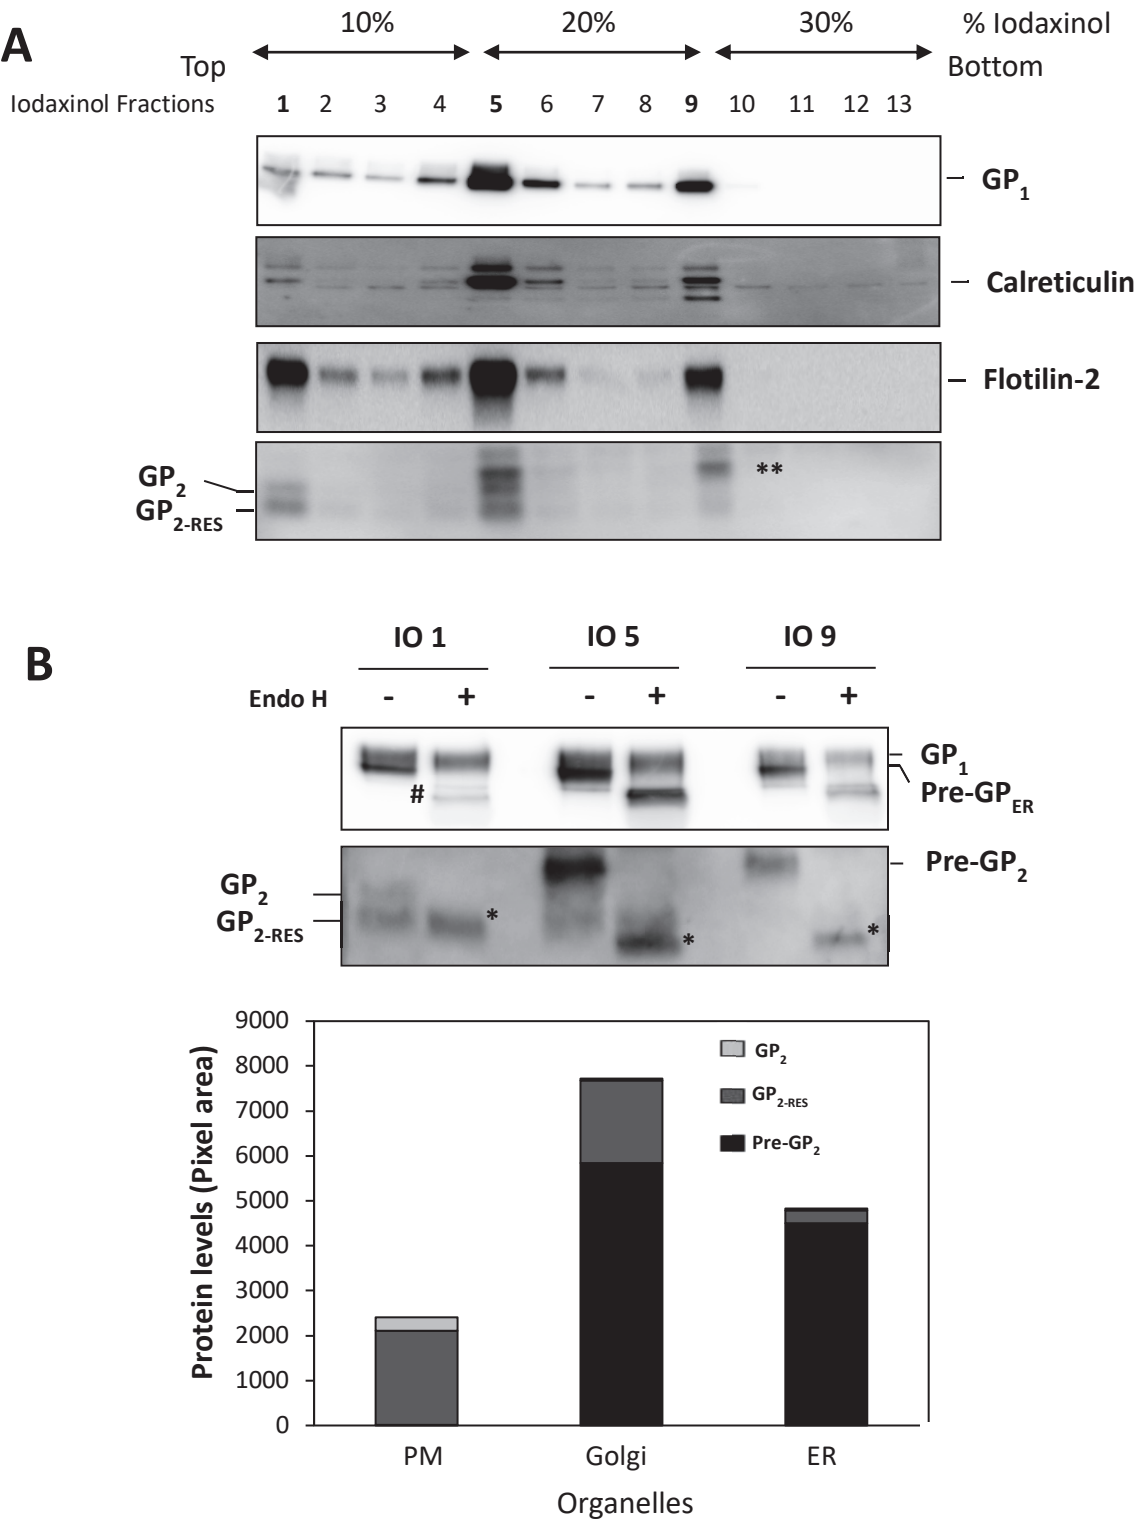 A
10% 20% 30% % Iodaxinol
Top Bottom
Iodaxinol Fractions 1 2 3 4 5 6 7 8 9 10 11 12 13
GP1
Calreticulin
Flotilin-2
GP2
GP2-RES
**
B
IO 1 IO 5 IO 9
Endo H - + - + - +
GP1
Pre-GPER
#
Pre-GP2
GP2
GP2-RES
* * *
9000
8000
7000
6000
5000
4000
3000
2000
1000
0
Protein levels (Pixel area)
GP2
GP2-RES
Pre-GP2
PM Golgi ER
Organelles